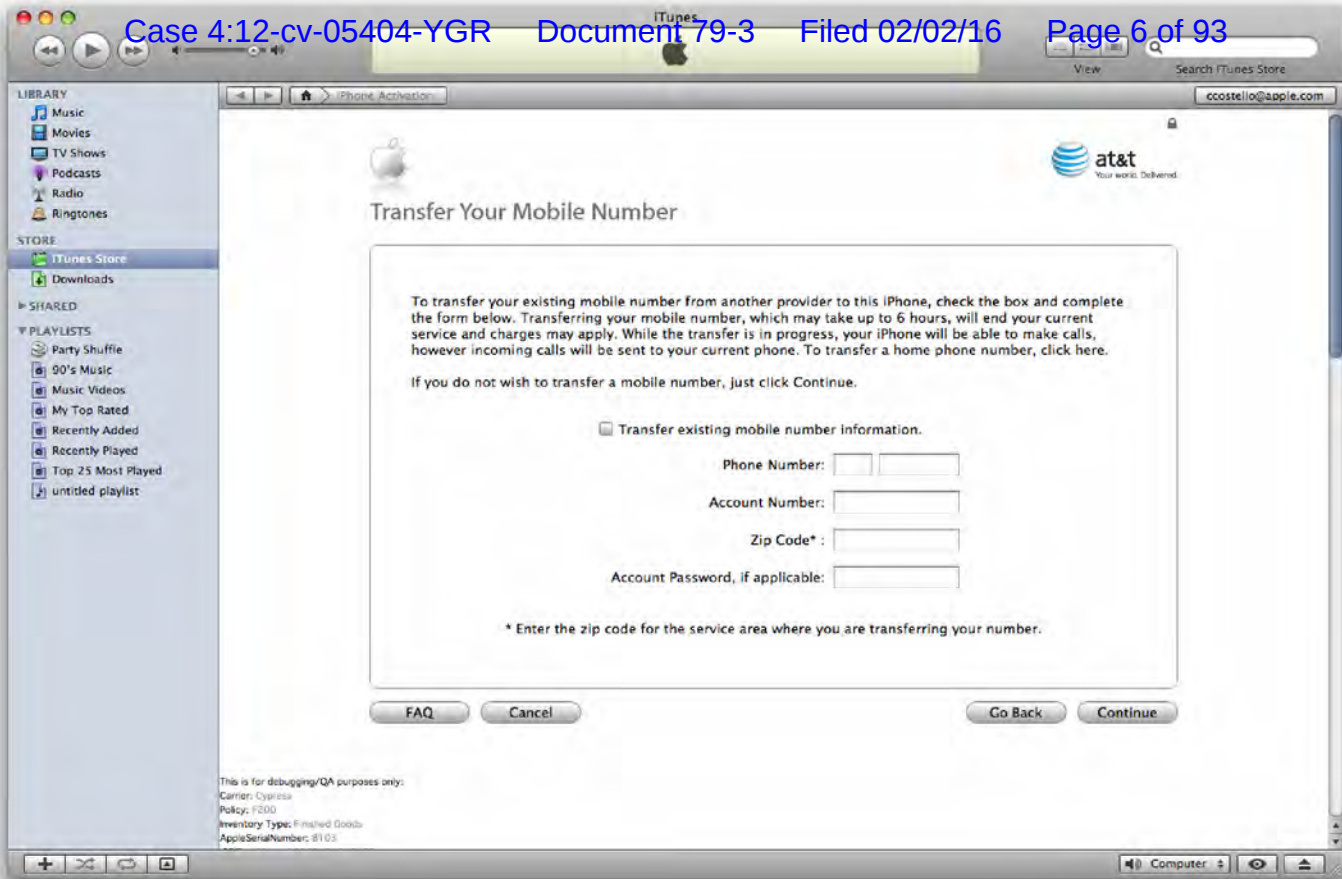 iTunes
Case 4:12-cv-05404-YGR Document 79-3 Filed 02/02/16 Page 6 of 93
View
Search iTunes Store
LIBRARY
Music
Movies
TV Shows
Podcasts
Radio
Ringtones
STORE
iTunes Store
Downloads
SHARED
PLAYLISTS
Party Shuffle
90's Music
Music Videos
My Top Rated
Recently Added
Recently Played
Top 25 Most Played
untitled playlist
iPhone Activation
ccostello@apple.com
at&t
Your world. Delivered.
Transfer Your Mobile Number
To transfer your existing mobile number from another provider to this iPhone, check the box and complete
the form below. Transferring your mobile number, which may take up to 6 hours, will end your current
service and charges may apply. While the transfer is in progress, your iPhone will be able to make calls,
however incoming calls will be sent to your current phone. To transfer a home phone number, click here.
If you do not wish to transfer a mobile number, just click Continue.
Transfer existing mobile number information.
Phone Number:
Account Number:
Zip Code* :
Account Password, if applicable:
* Enter the zip code for the service area where you are transferring your number.
FAQ
Cancel
Go Back
Continue
This is for debugging/QA purposes only:
Carrier: Cypress
Policy: F200
Inventory Type: Finished Goods
AppleSerialNumber: 8103
Computer